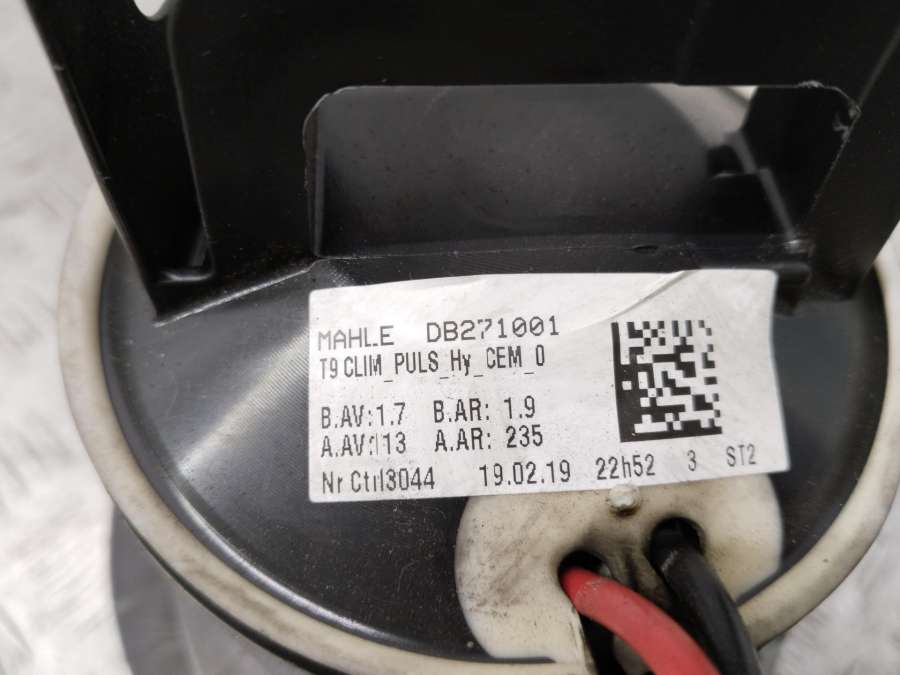 MAHLE DB271001
T9 CLIM_PULS_Hy_CEM_0
B.AV:1.7 B.AR: 1.9
A.AV:113 A.AR: 235
Nr Ctrl3044 19.02.19 22h52 3 ST2